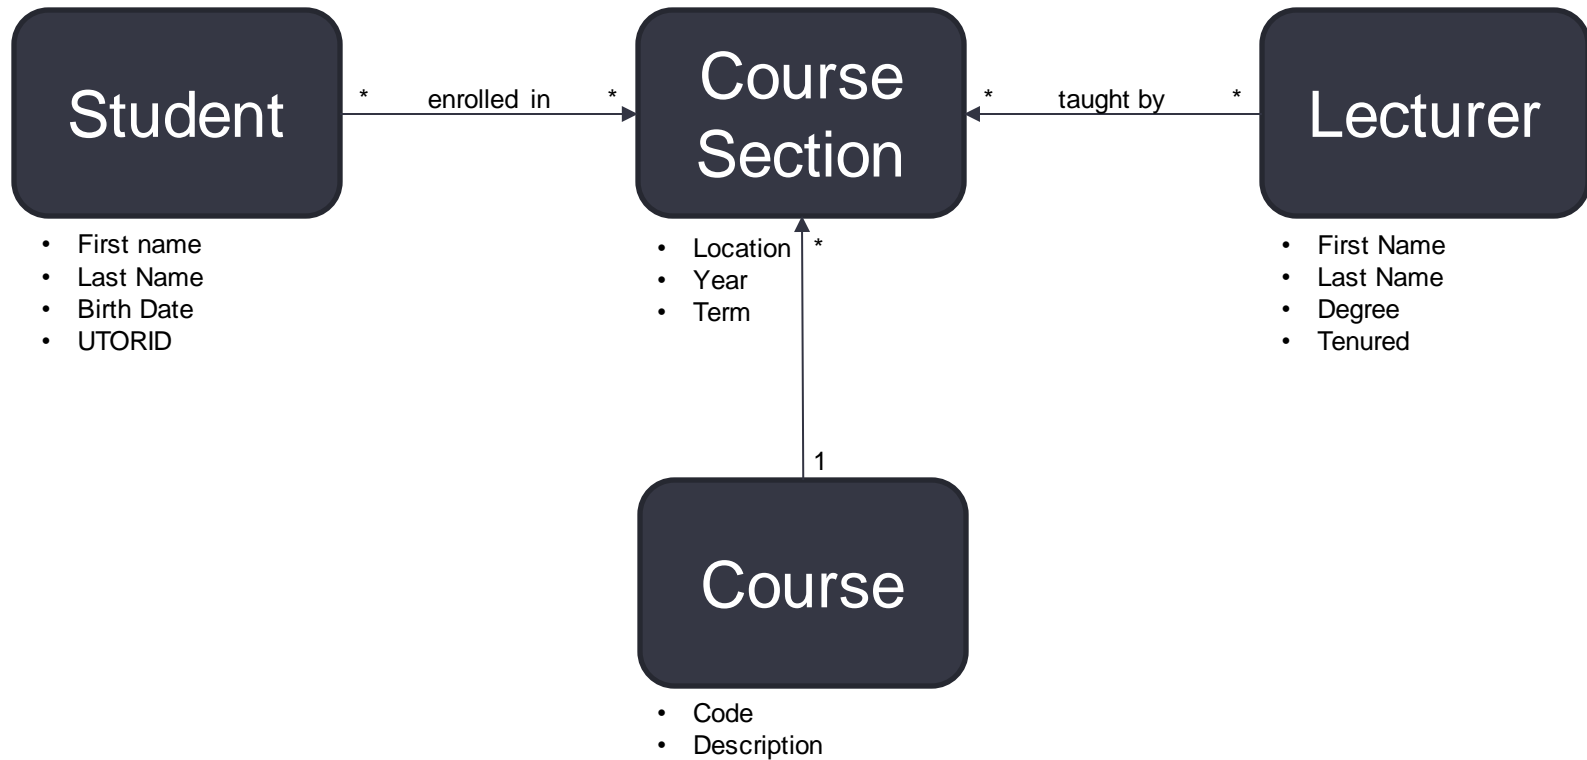 Student
* enrolled in *
Course
Section
* taught by *
Lecturer
• First name
• Last Name
• Birth Date
• UTORID
• Location
• Year
• Term
*
• First Name
• Last Name
• Degree
• Tenured
1
Course
• Code
• Description